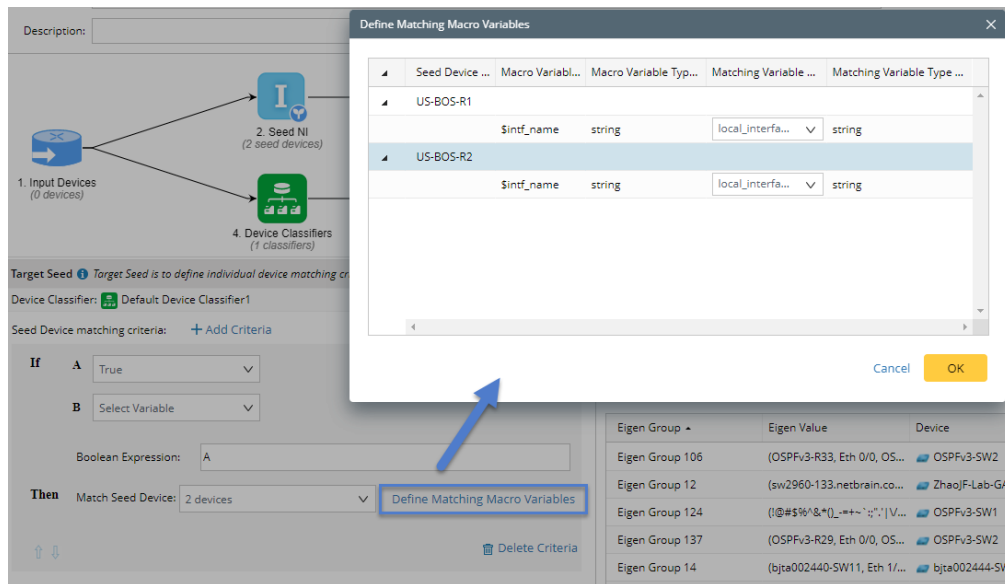 Description:
1. Input Devices
(0 devices)
I
2. Seed NI
(2 seed devices)
4. Device Classifiers
(1 classifiers)
Target Seed Target Seed is to define individual device matching cr
Device Classifier: Default Device Classifier1
Seed Device matching criteria: + Add Criteria
If A True
B Select Variable
Boolean Expression: A
Then Match Seed Device: 2 devices Define Matching Macro Variables
Delete Criteria
Define Matching Macro Variables
Seed Device ... Macro Variabl... Macro Variable Typ... Matching Variable ... Matching Variable Type ...
US-BOS-R1
$intf_name string local_interfa... string
US-BOS-R2
$intf_name string local_interfa... string
Cancel OK
Eigen Group Eigen Value Device
Eigen Group 106 (OSPFv3-R33, Eth 0/0, OS... OSPFv3-SW2
Eigen Group 12 (sw2960-133.netbrain.co... ZhaoJF-Lab-GA
Eigen Group 124 OSPFv3-SW1
Eigen Group 137 (OSPFv3-R29, Eth 0/0, OS... OSPFv3-SW2
Eigen Group 14 (bjta002440-SW11, Eth 1/... bjta002444-SW